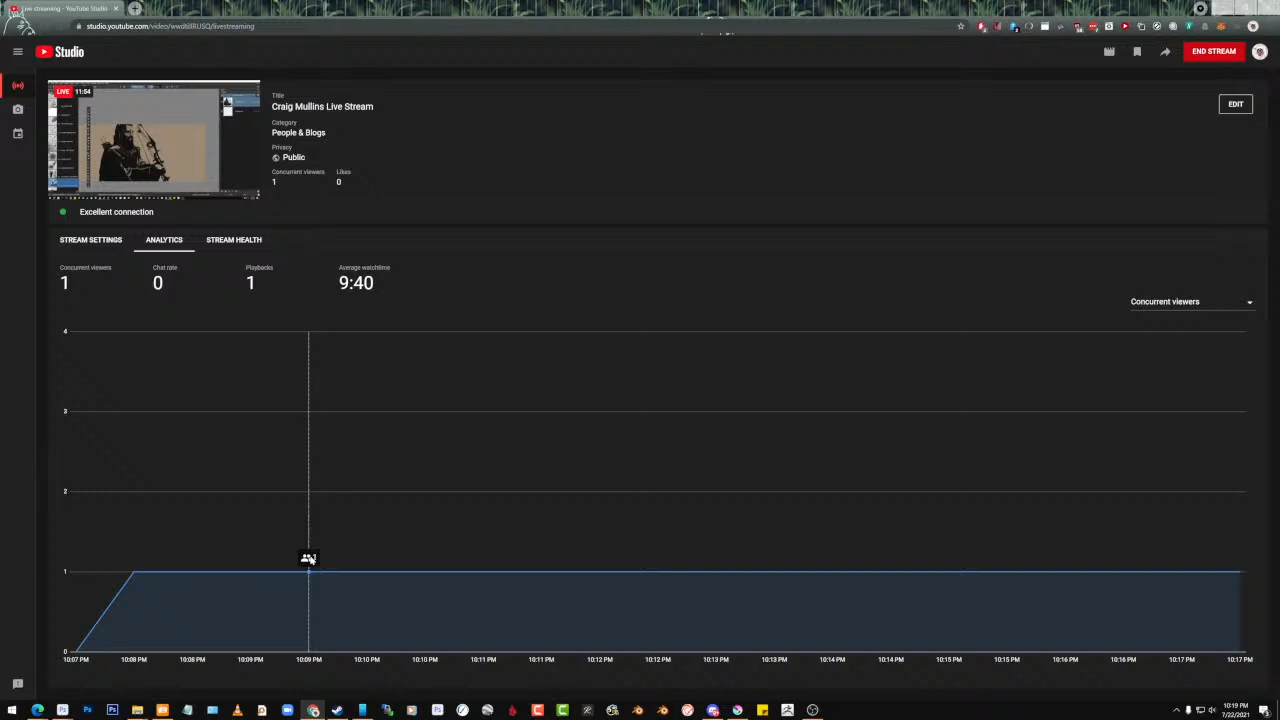 Live streaming - YouTube Studio
studio.youtube.com/video/wwdtilRUSQ/livestreaming
Studio
END STREAM
LIVE 11:54
Title
Craig Mullins Live Stream
EDIT
Category
People & Blogs
Privacy
Public
Concurrent viewers Likes
1 0
Excellent connection
STREAM SETTINGS ANALYTICS STREAM HEALTH
Concurrent viewers Chat rate Playbacks Average watchtime
1 0 1 9:40
Concurrent viewers
4
3
2
1
0
10:07 PM 10:08 PM 10:08 PM 10:09 PM 10:09 PM 10:10 PM 10:10 PM 10:11 PM 10:11 PM 10:12 PM 10:12 PM 10:13 PM 10:13 PM 10:14 PM 10:14 PM 10:15 PM 10:15 PM 10:16 PM 10:16 PM 10:17 PM 10:17 PM
10:19 PM
7/22/2021